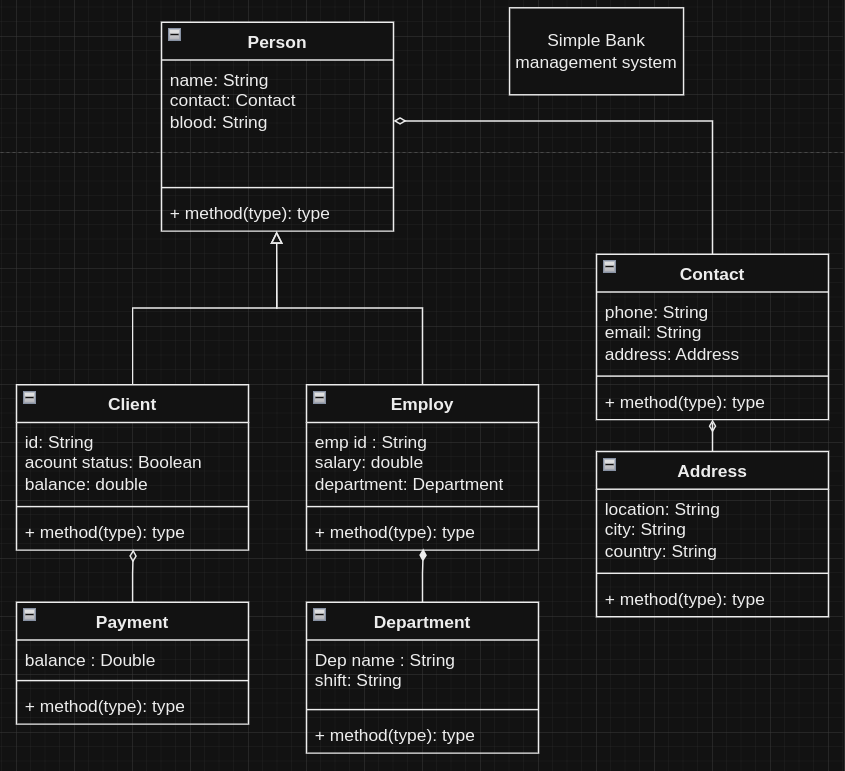 Person
name: String
contact: Contact
blood: String
+ method(type): type
Simple Bank
management system
Contact
phone: String
email: String
address: Address
+ method(type): type
Client
id: String
acount status: Boolean
balance: double
+ method(type): type
Employ
emp id : String
salary: double
department: Department
+ method(type): type
Address
location: String
city: String
country: String
+ method(type): type
Payment
balance : Double
+ method(type): type
Department
Dep name : String
shift: String
+ method(type): type